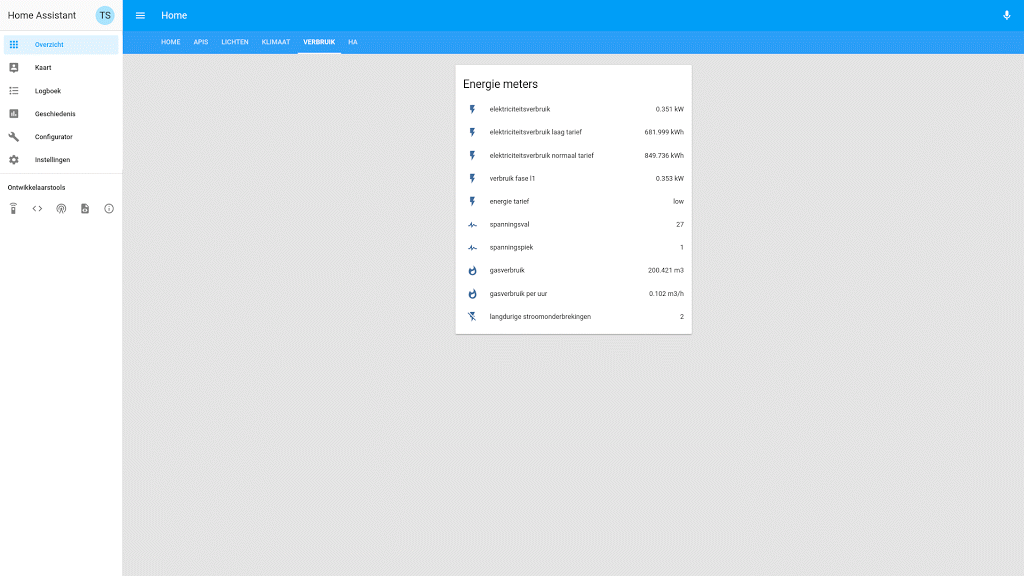 Home Assistant TS
Home
HOME APIS LICHTEN KLIMAAT VERBRUIK HA
Overzicht
Kaart
Logboek
Geschiedenis
Configurator
Instellingen
Ontwikkelaarstools
Energie meters
elektriciteitsverbruik 0.351 kW
elektriciteitsverbruik laag tarief 681.999 kWh
elektriciteitsverbruik normaal tarief 849.736 kWh
verbruik fase l1 0.353 kW
energie tarief low
spanningsval 27
spanningspiek 1
gasverbruik 200.421 m3
gasverbruik per uur 0.102 m3/h
langdurige stroomonderbrekingen 2